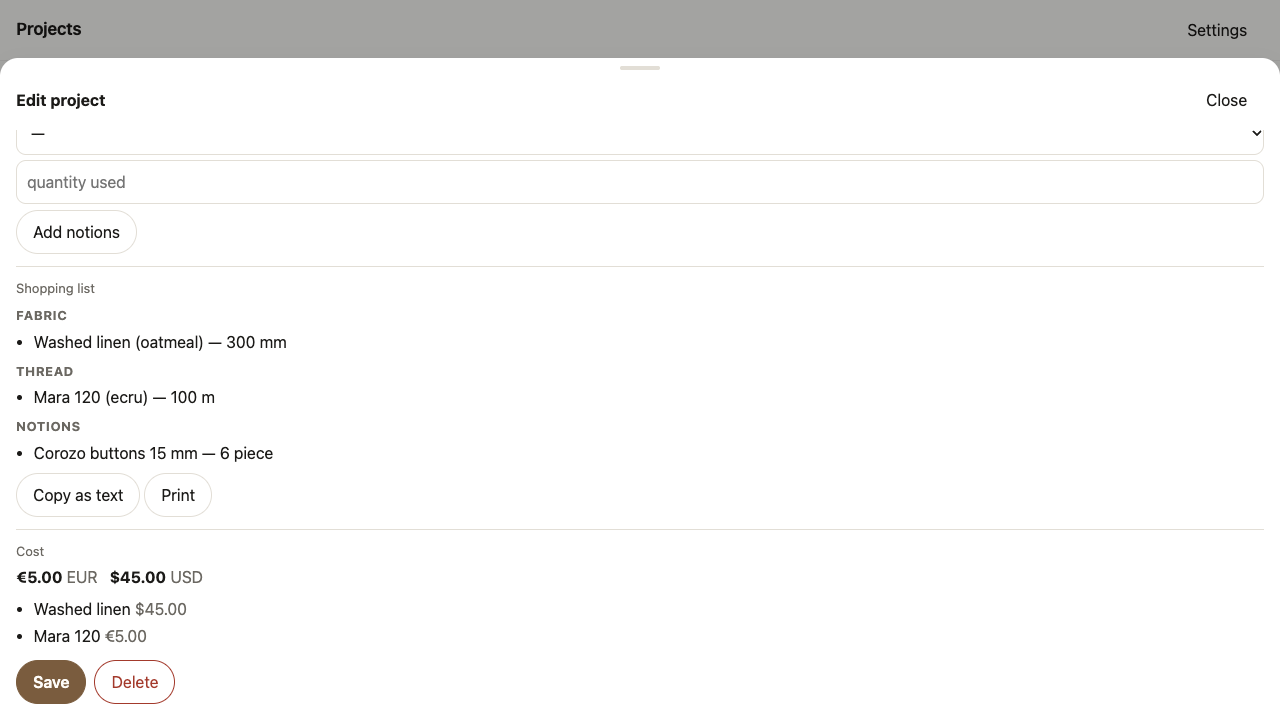 Projects
Settings
Edit project
Close
—
quantity used
Add notions
Shopping list
FABRIC
• Washed linen (oatmeal) — 300 mm
THREAD
• Mara 120 (ecru) — 100 m
NOTIONS
• Corozo buttons 15 mm — 6 piece
Copy as text Print
Cost
€5.00 EUR $45.00 USD
• Washed linen $45.00
• Mara 120 €5.00
Save Delete